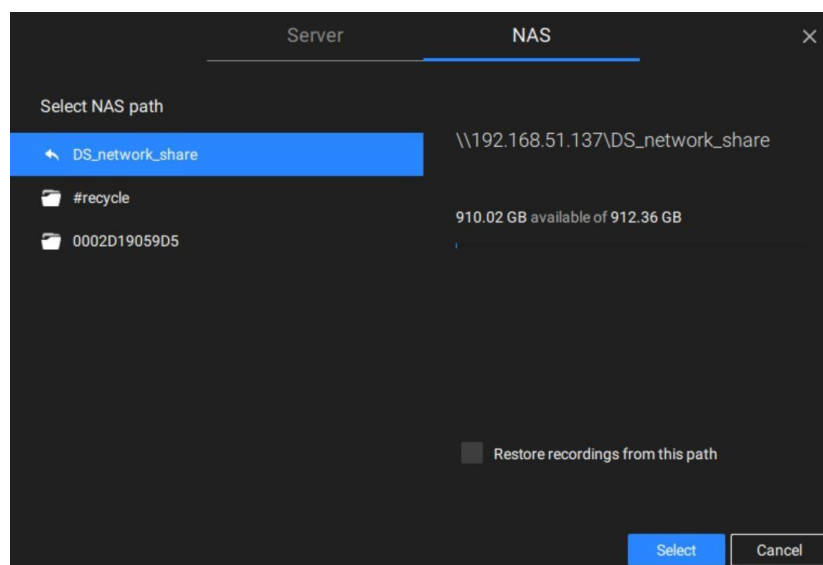 Server
NAS
Select NAS path
DS_network_share
#recycle
0002D19059D5
\\192.168.51.137\DS_network_share
910.02 GB available of 912.36 GB
Restore recordings from this path
Select
Cancel